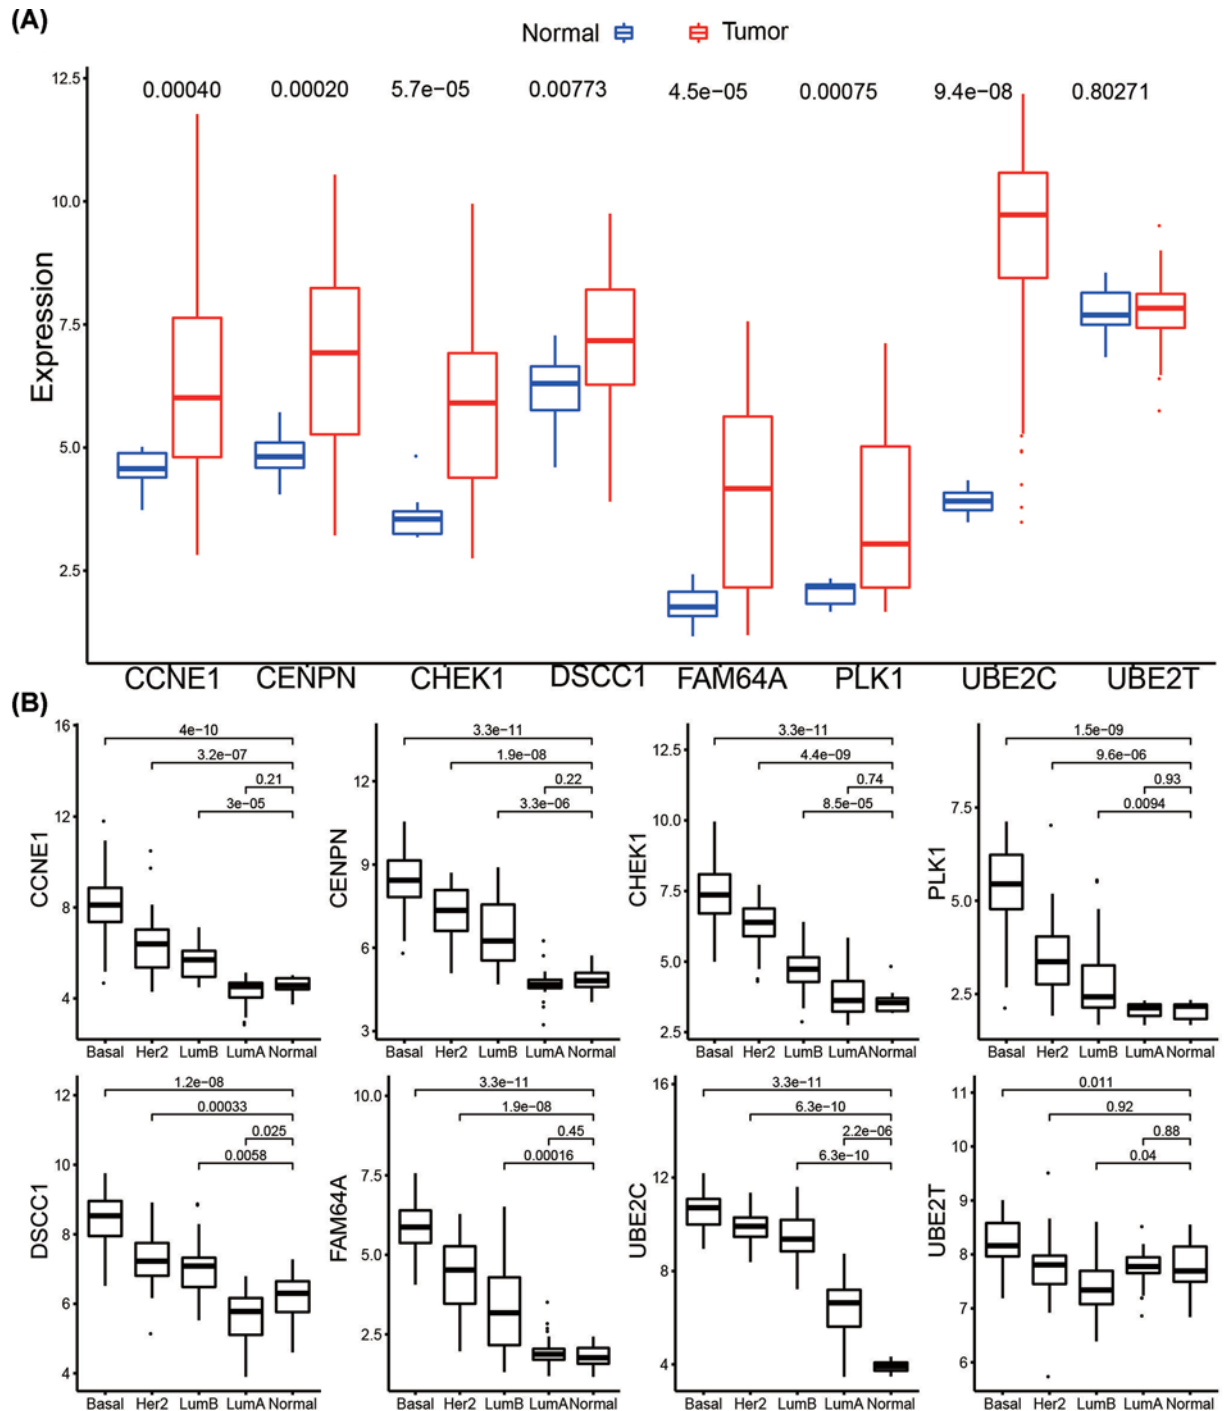 (A)
Normal Tumor
12.5 0.00040 0.00020 5.7e-05 0.00773 4.5e-05 0.00075 9.4e-08 0.80271
10.0
7.5
5.0
2.5
Expression
CCNE1 CENPN CHEK1 DSCC1 FAM64A PLK1 UBE2C UBE2T
(B)
CCNE1
16
12
8
4
4e−10
3.2e−07
0.21
3e−05
Basal Her2 LumB LumA Normal
CENPN
12
9
6
3
3.3e−11
1.9e−08
0.22
3.3e−06
Basal Her2 LumB LumA Normal
CHEK1
12.5
10.0
7.5
5.0
2.5
3.3e−11
4.4e−09
0.74
8.5e−05
Basal Her2 LumB LumA Normal
PLK1
7.5
5.0
2.5
1.5e−09
9.6e−06
0.93
0.0094
Basal Her2 LumB LumA Normal
DSCC1
12
10
8
6
4
1.2e−08
0.00033
0.025
0.0058
Basal Her2 LumB LumA Normal
FAM64A
10.0
7.5
5.0
2.5
3.3e−11
1.9e−08
0.45
0.00016
Basal Her2 LumB LumA Normal
UBE2C
16
12
8
4
3.3e−11
6.3e−10
2.2e−06
6.3e−10
Basal Her2 LumB LumA Normal
UBE2T
11
10
9
8
7
6
0.011
0.92
0.88
0.04
Basal Her2 LumB LumA Normal